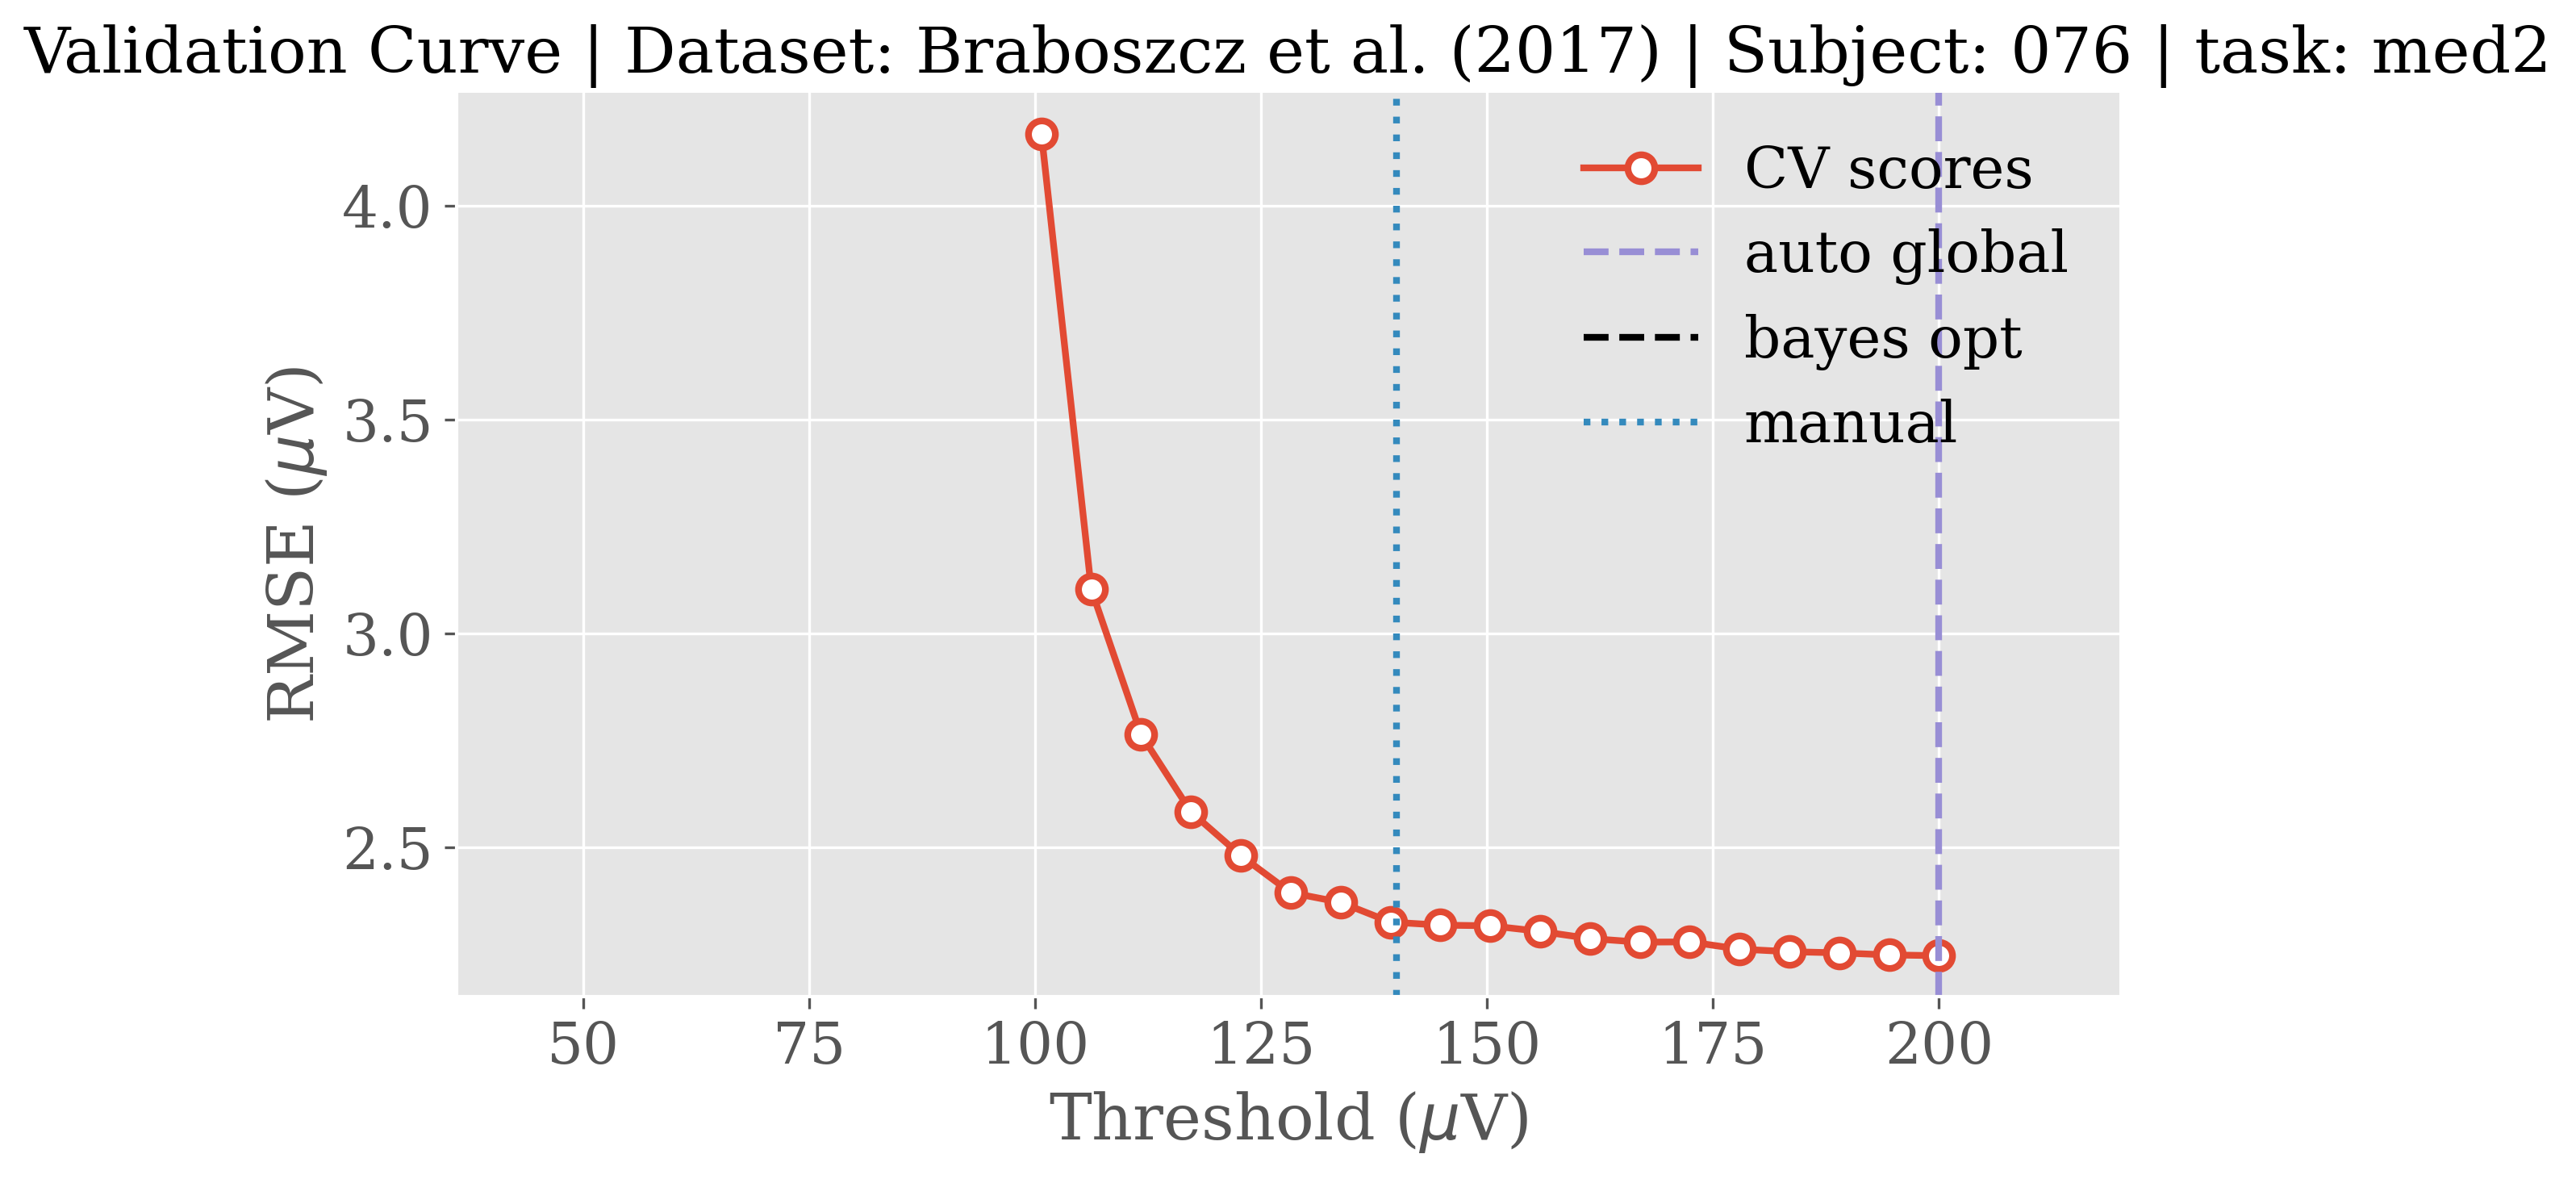 Validation Curve | Dataset: Braboszcz et al. (2017) | Subject: 076 | task: med2
CV scores
auto global
bayes opt
manual
RMSE (μV)
4.0
3.5
3.0
2.5
50 75 100 125 150 175 200
Threshold (μV)